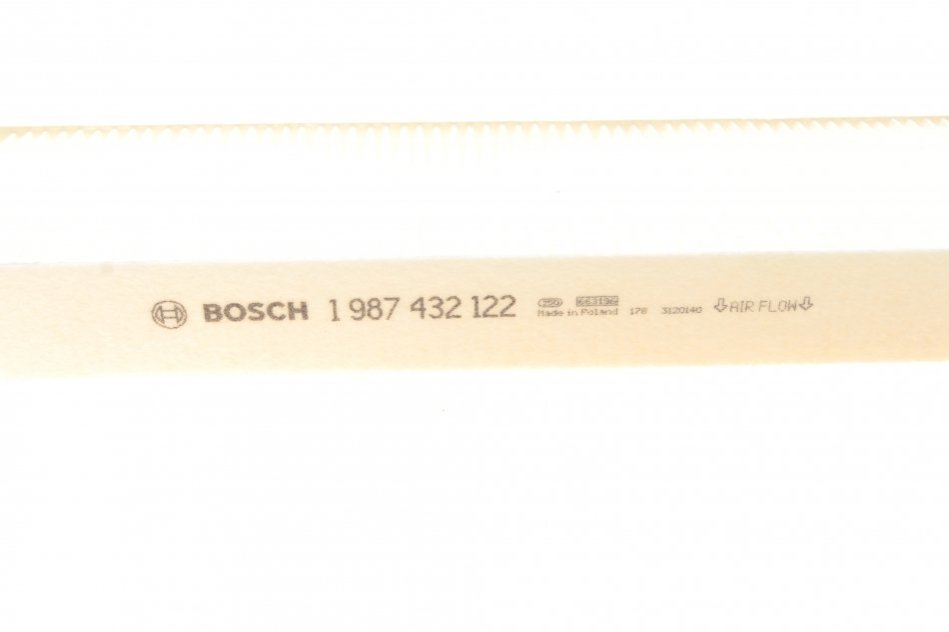 BOSCH 1 987 432 122
Made in Poland 178 3120140
AIR FLOW